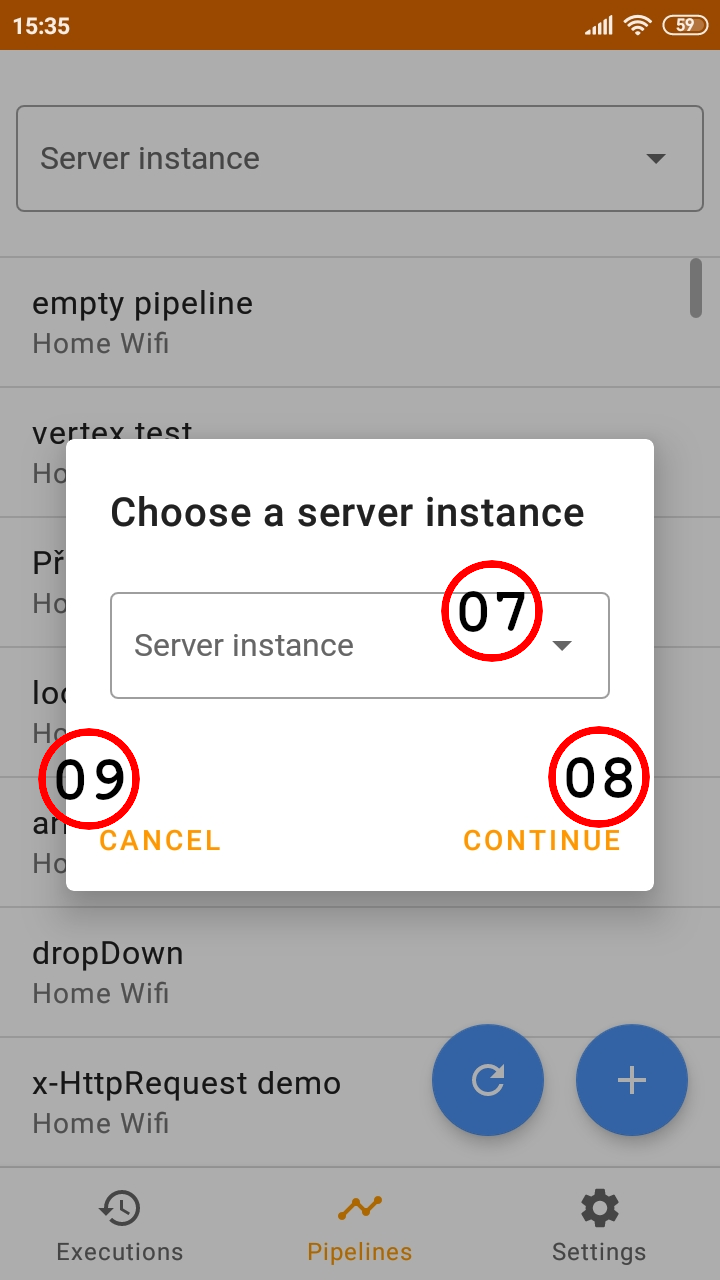 15:35
59
Server instance
empty pipeline
Home Wifi
vertex test
Ho
Př
Ho
Choose a server instance
07
Server instance
loc
Ho
09
08
an
Ho
CANCEL
CONTINUE
dropDown
Home Wifi
x-HttpRequest demo
Home Wifi
Executions
Pipelines
Settings